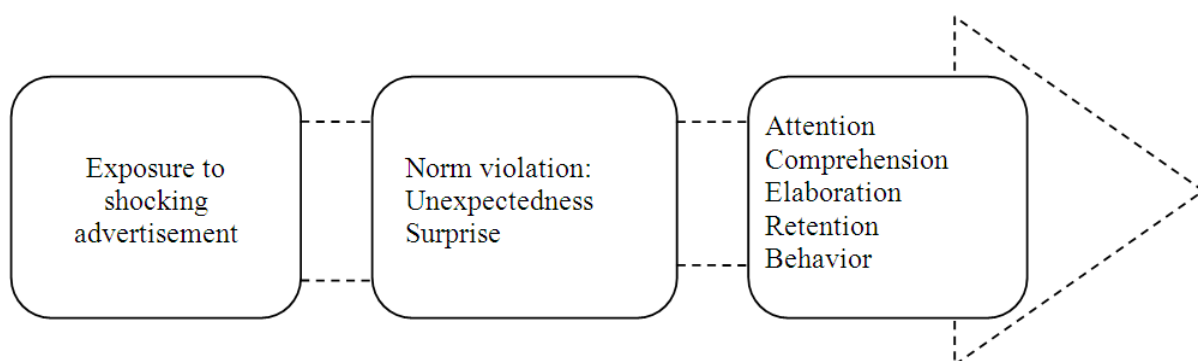 Exposure to
shocking
advertisement
Norm violation:
Unexpectedness
Surprise
Attention
Comprehension
Elaboration
Retention
Behavior